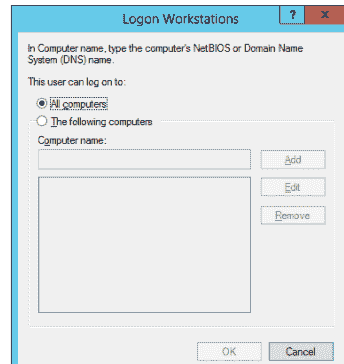 Logon Workstations
? x
In Computer name, type the computer's NetBIOS or Domain Name
System (DNS) name.
This user can log on to:
All computers
The following computers
Computer name:
Add
Edit
Remove
OK Cancel